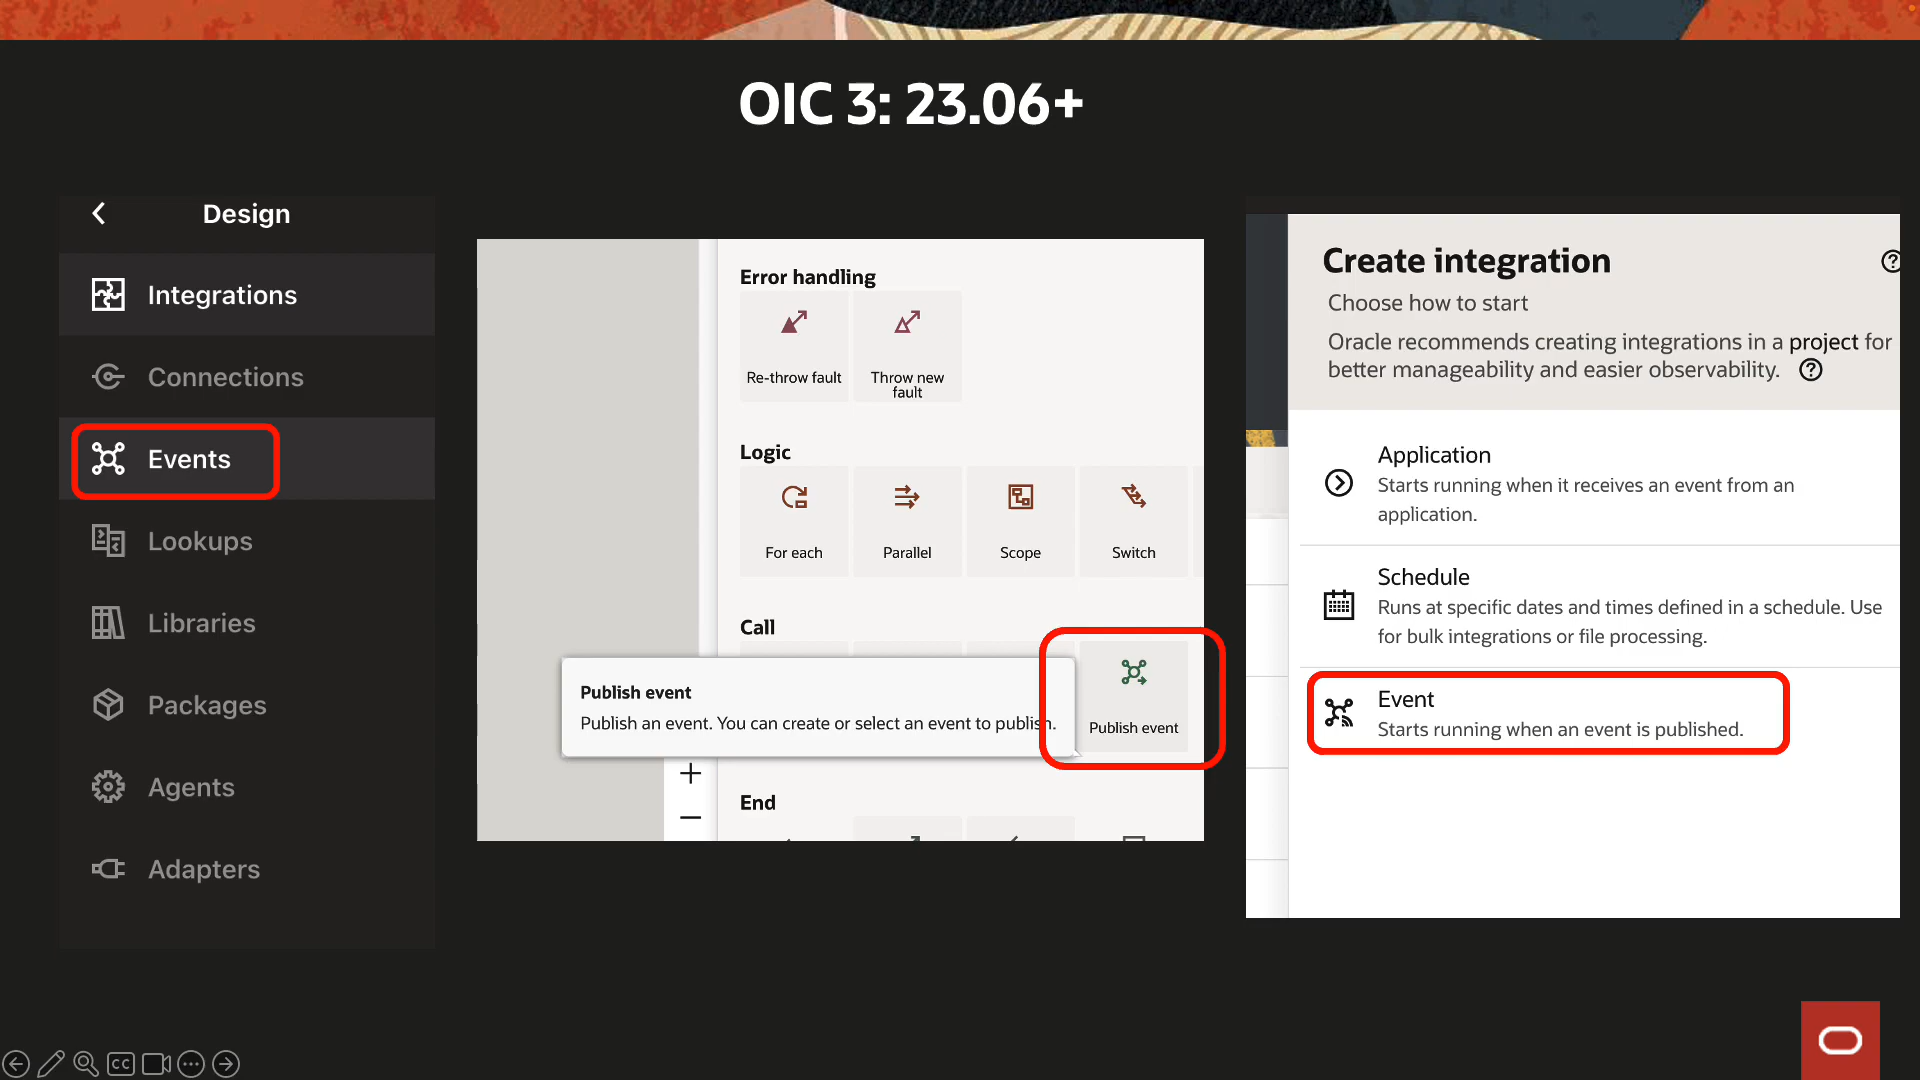 OIC 3: 23.06+
Design
Integrations
Connections
Events
Lookups
Libraries
Packages
Agents
Adapters
Error handling
Re-throw fault
Throw new
fault
Logic
For each
Parallel
Scope
Switch
Call
Publish event
Publish an event. You can create or select an event to publish.
Publish event
End
Create integration
Choose how to start
Oracle recommends creating integrations in a project for
better manageability and easier observability.
Application
Starts running when it receives an event from an
application.
Schedule
Runs at specific dates and times defined in a schedule. Use
for bulk integrations or file processing.
Event
Starts running when an event is published.
CC